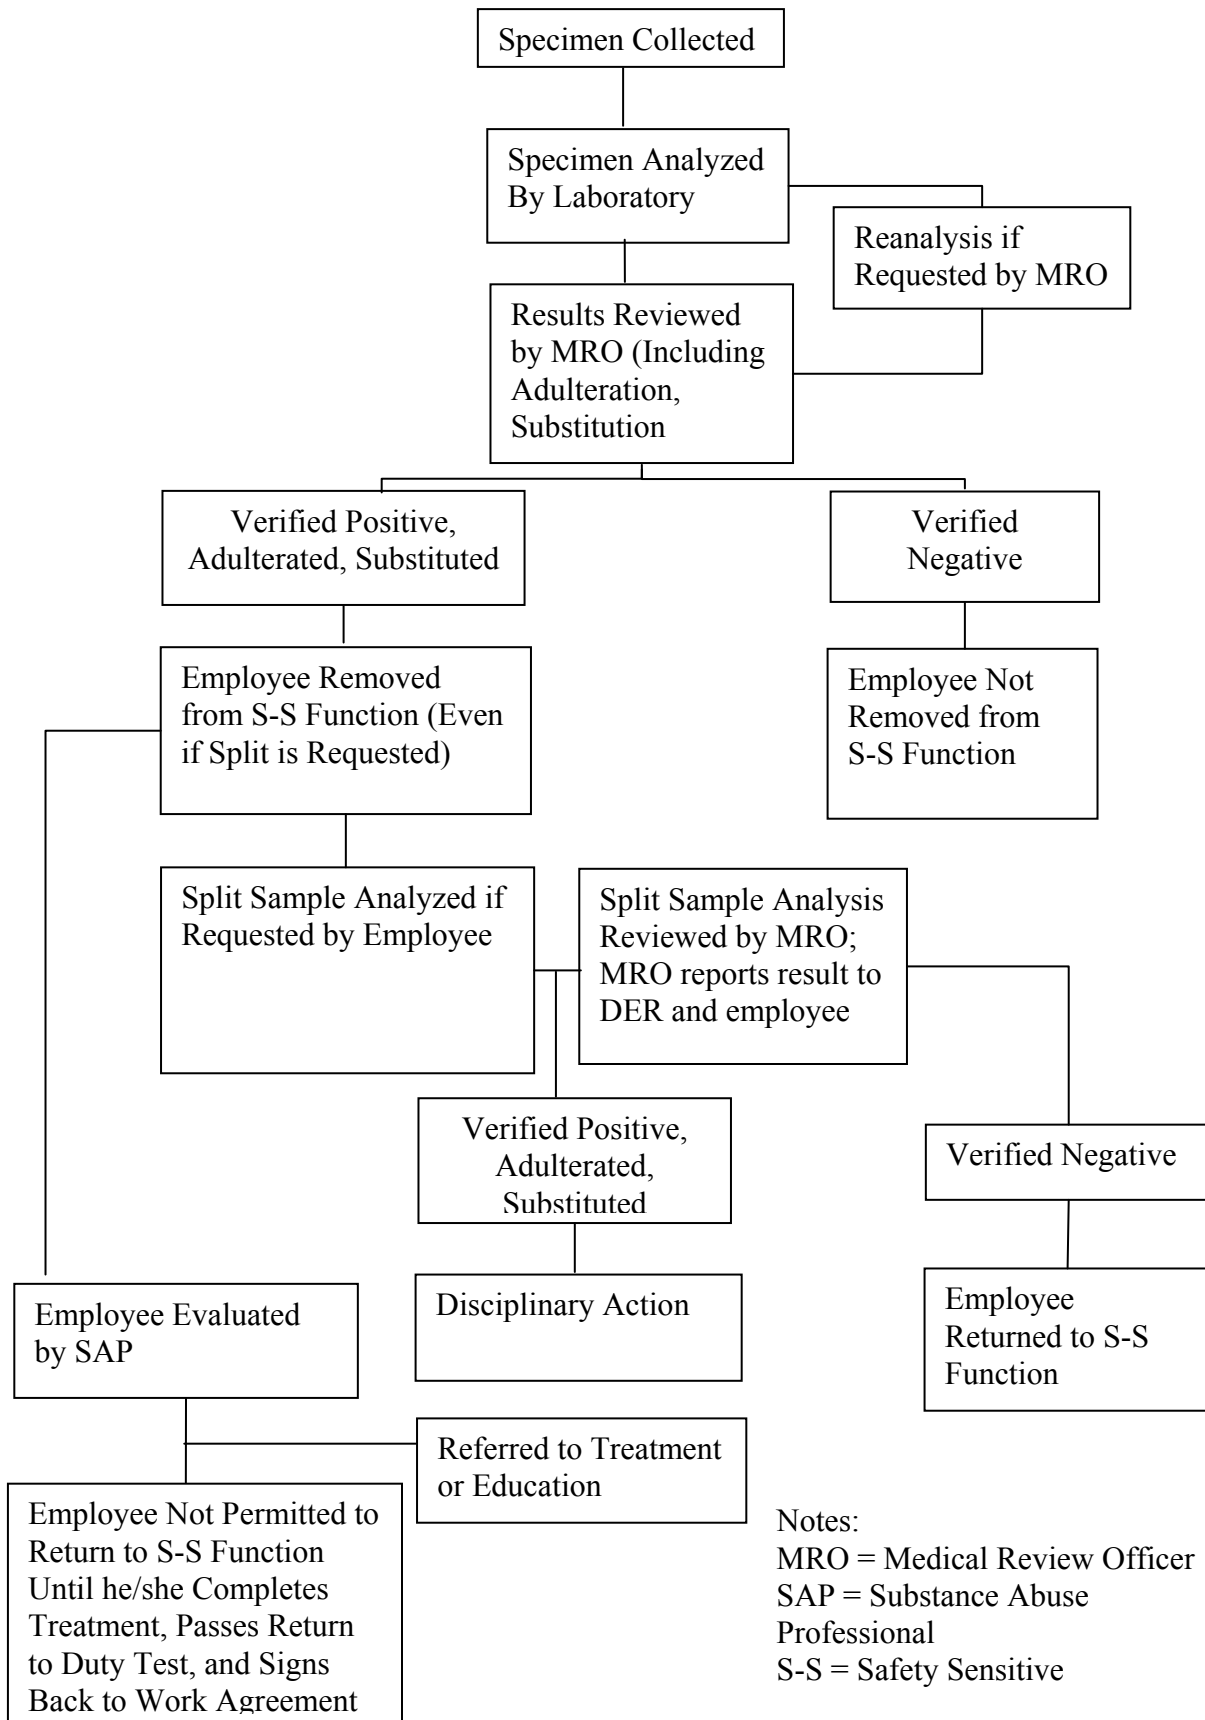 Specimen Collected
Specimen Analyzed
By Laboratory
Reanalysis if
Requested by MRO
Results Reviewed
by MRO (Including
Adulteration,
Substitution
Verified Positive,
Adulterated, Substituted
Verified
Negative
Employee Removed
from S-S Function (Even
if Split is Requested)
Employee Not
Removed from
S-S Function
Split Sample Analyzed if
Requested by Employee
Split Sample Analysis
Reviewed by MRO;
MRO reports result to
DER and employee
Verified Positive,
Adulterated,
Substituted
Verified Negative
Employee Evaluated
by SAP
Disciplinary Action
Employee
Returned to S-S
Function
Referred to Treatment
or Education
Employee Not Permitted to
Return to S-S Function
Until he/she Completes
Treatment, Passes Return
to Duty Test, and Signs
Back to Work Agreement
Notes:
MRO = Medical Review Officer
SAP = Substance Abuse
Professional
S-S = Safety Sensitive